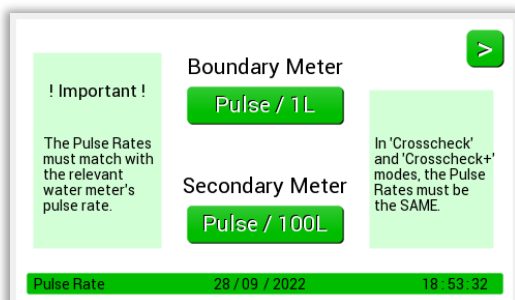 >
! Important !
The Pulse Rates
must match with
the relevant
water meter's
pulse rate.
Boundary Meter
Pulse / 1L
Secondary Meter
Pulse / 100L
In 'Crosscheck'
and 'Crosscheck+'
modes, the Pulse
Rates must be
the SAME.
Pulse Rate 28 / 09 / 2022 18 : 53 : 32